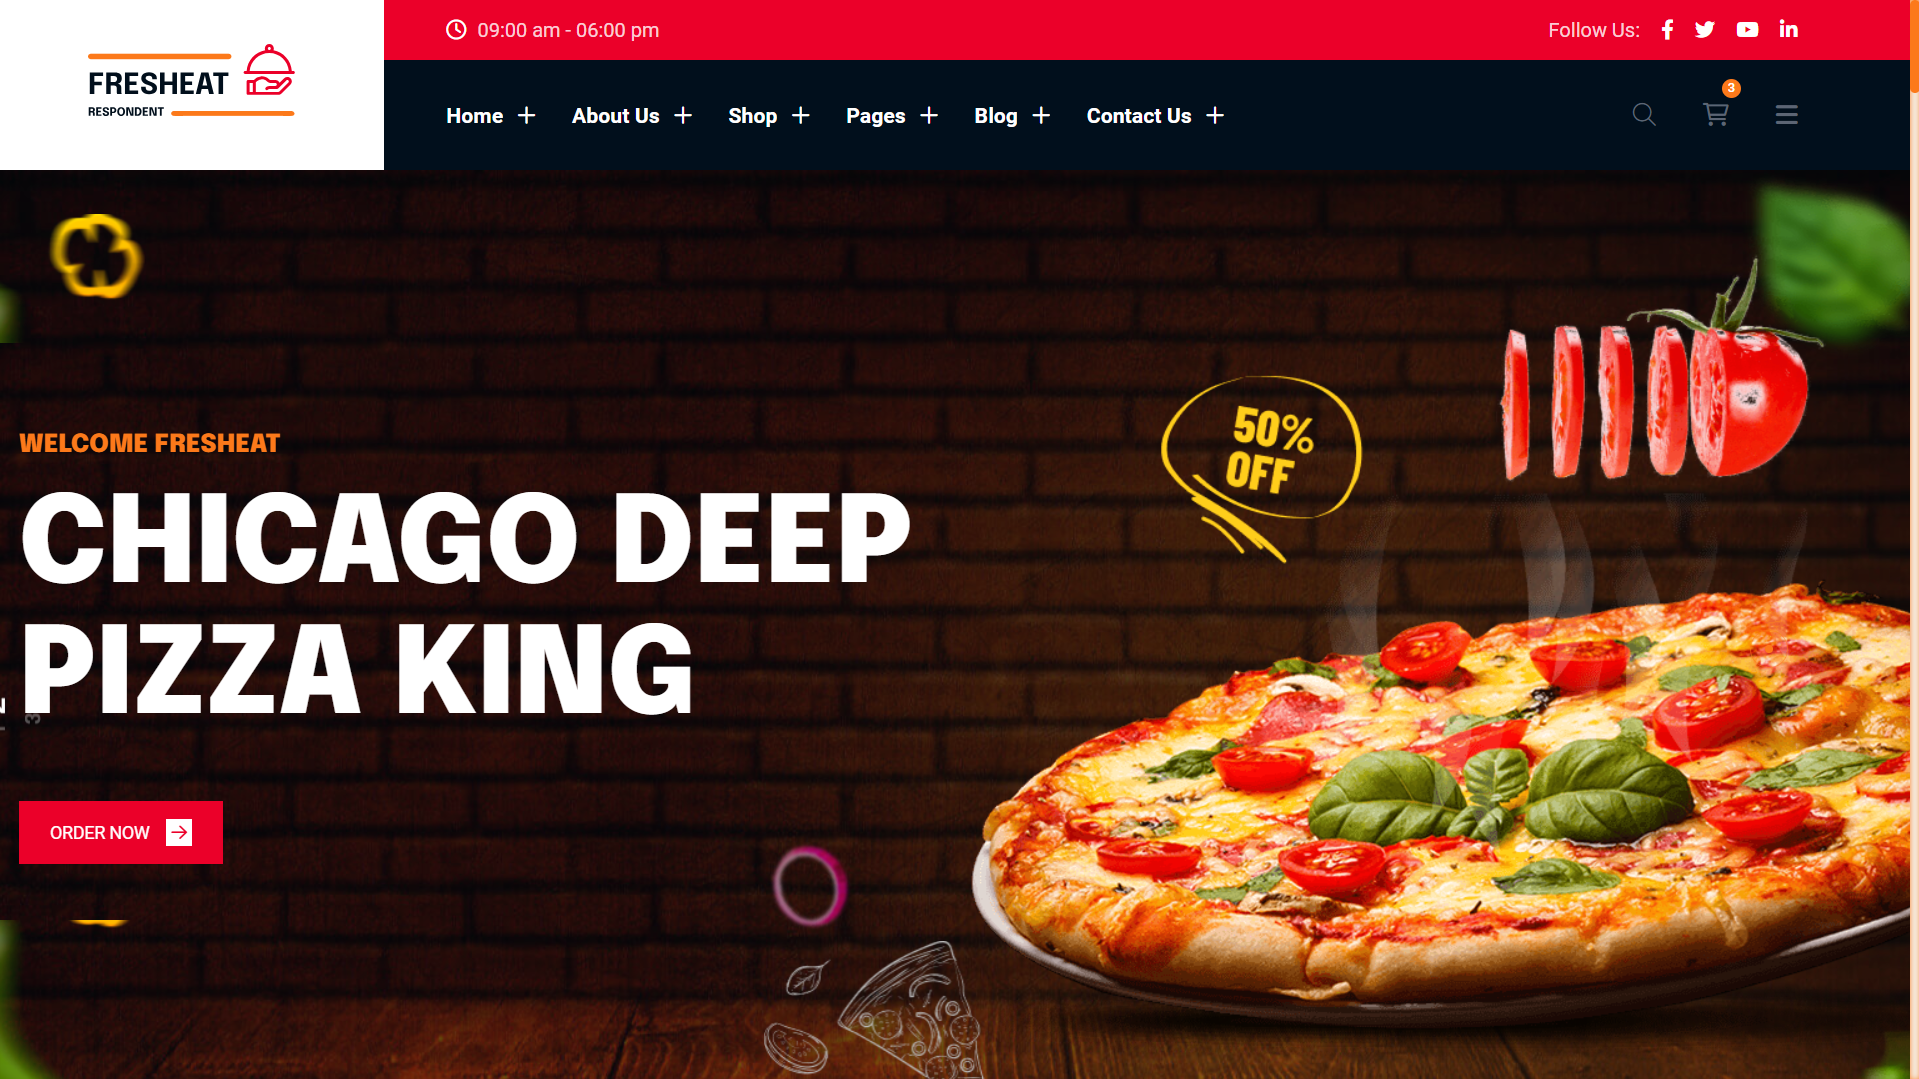 FRESHEAT
RESPONDENT
09:00 am - 06:00 pm
Follow Us:
Home
About Us
Shop
Pages
Blog
Contact Us
3
WELCOME FRESHEAT
CHICAGO DEEP
PIZZA KING
50%
OFF
3
ORDER NOW